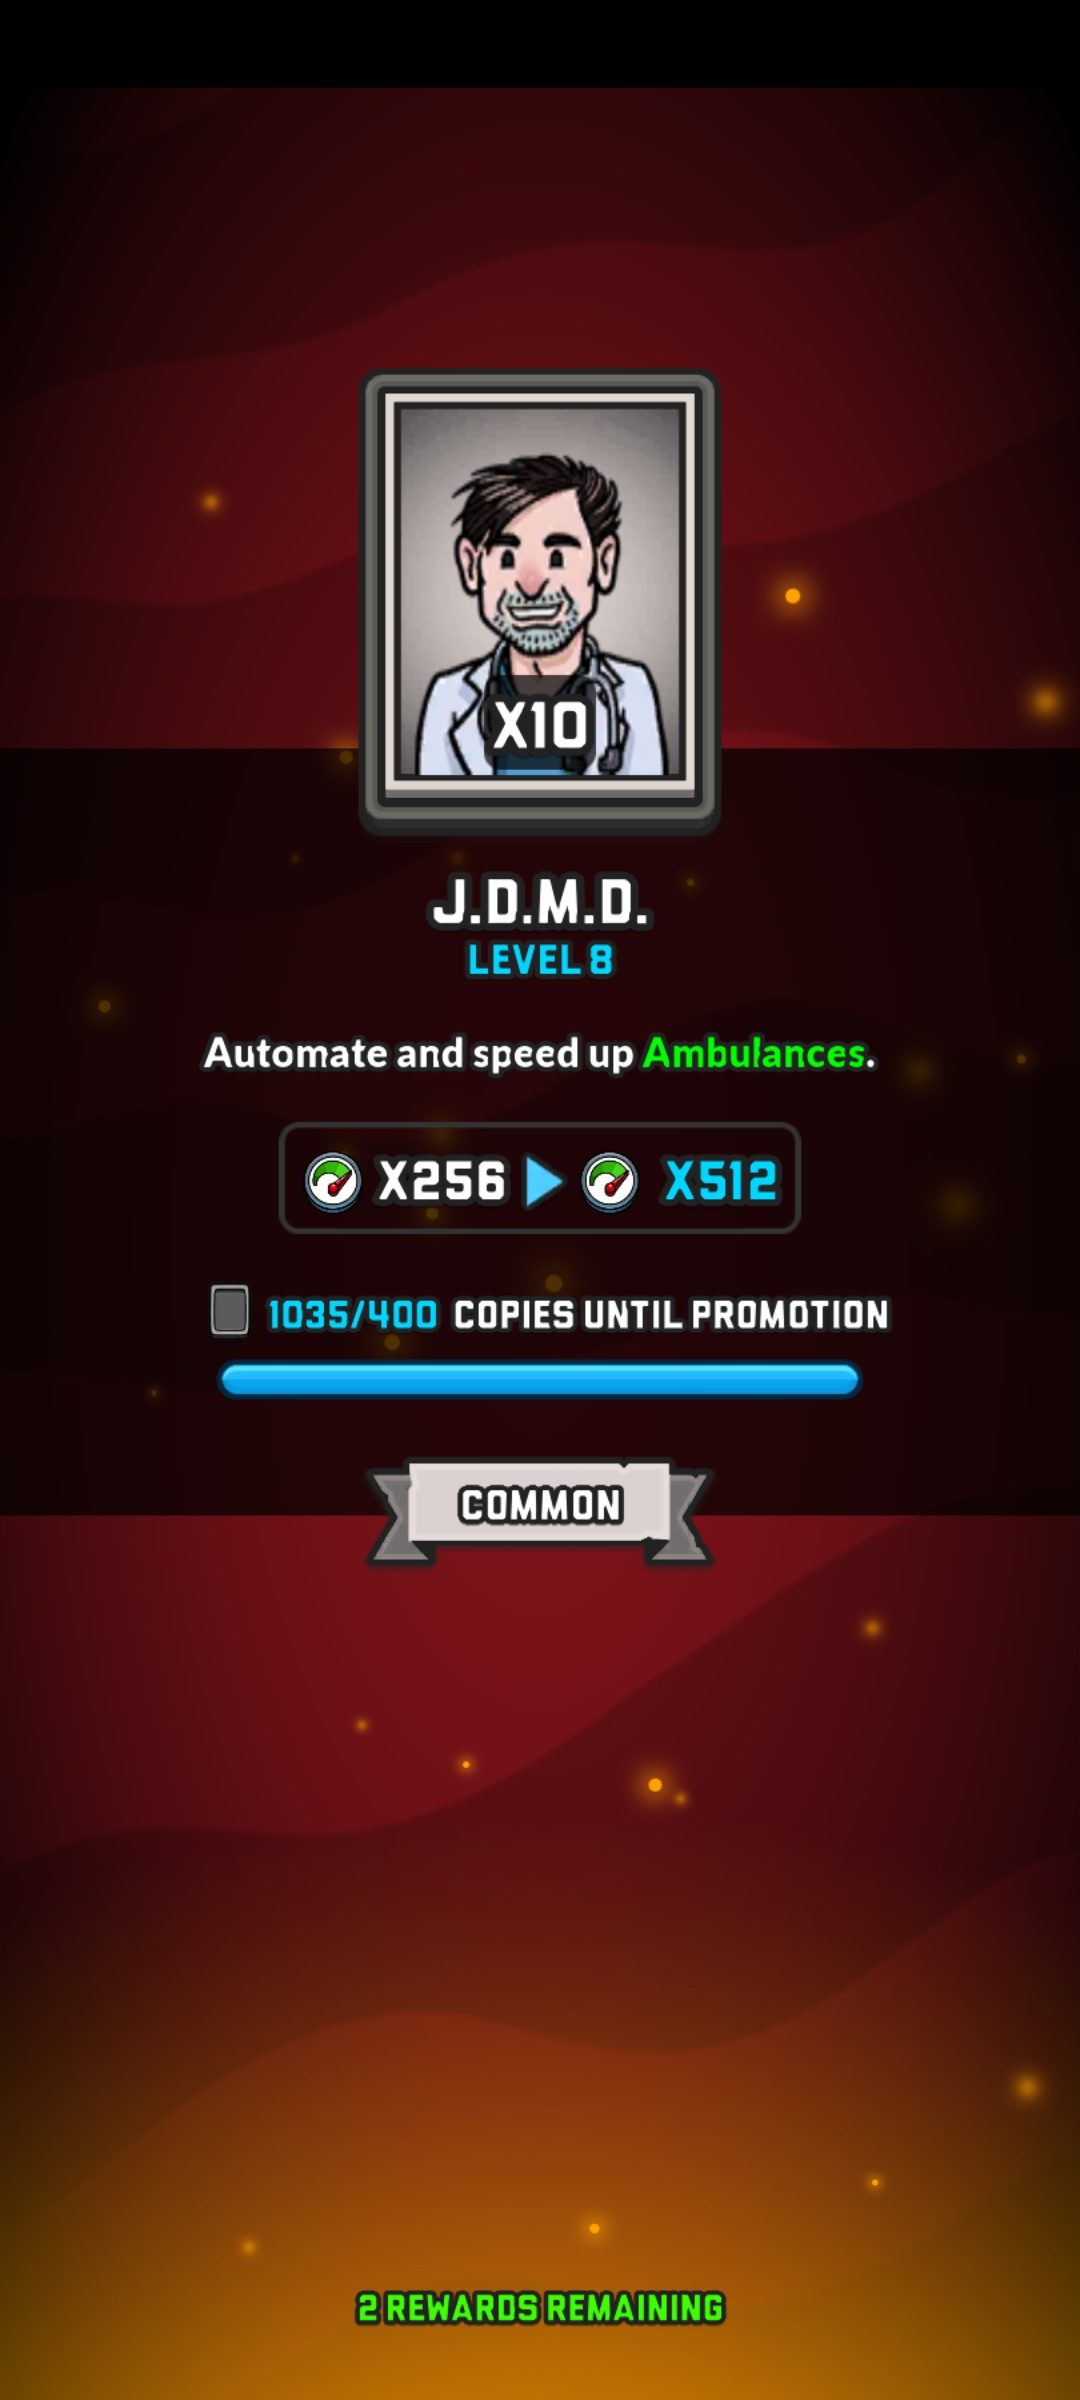 X10
J.D.M.D.
LEVEL 8
Automate and speed up Ambulances.
X256 X512
1035/400 COPIES UNTIL PROMOTION
COMMON
2 REWARDS REMAINING